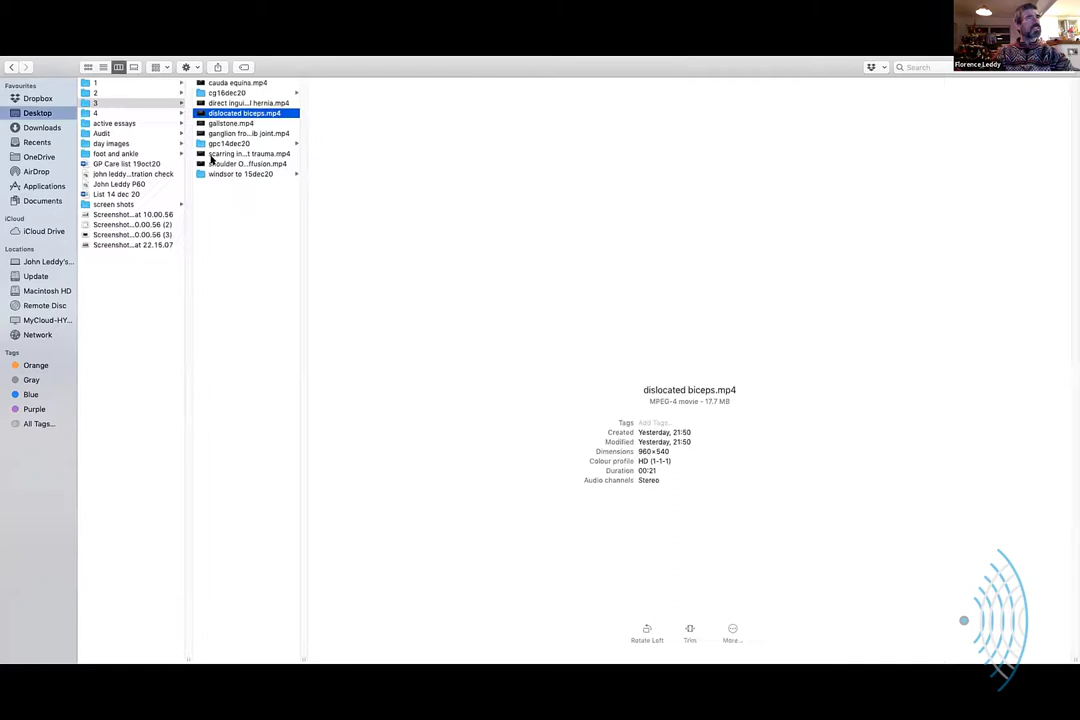 Florence Leddy
Search
Favourites
Dropbox
Desktop
Downloads
Recents
OneDrive
AirDrop
Applications
Documents
iCloud
iCloud Drive
Locations
John Leddy's...
Update
Macintosh HD
Remote Disc
MyCloud-HY...
Network
Tags
Orange
Gray
Blue
Purple
All Tags...
1
2
3
4
active essays
Audit
day images
foot and ankle
GP Care list 19oct20
john leddy...tration check
John Leddy P60
List 14 dec 20
screen shots
Screenshot...at 10.00.56
Screenshot...0.00.56 (2)
Screenshot...0.00.56 (3)
Screenshot...at 22.15.07
cauda equina.mp4
cg16dec20
direct ingui...l hernia.mp4
dislocated biceps.mp4
gallstone.mp4
ganglion fro...ib joint.mp4
gpc14dec20
scarring in...t trauma.mp4
O...ffusion.mp4
windsor to 15dec20
dislocated biceps.mp4
MPEG-4 movie - 17.7 MB
Tags Add Tags...
Created Yesterday, 21:50
Modified Yesterday, 21:50
Dimensions 960×540
Colour profile HD (1-1-1)
Duration 00:21
Audio channels Stereo
Rotate Left
Trim
More...